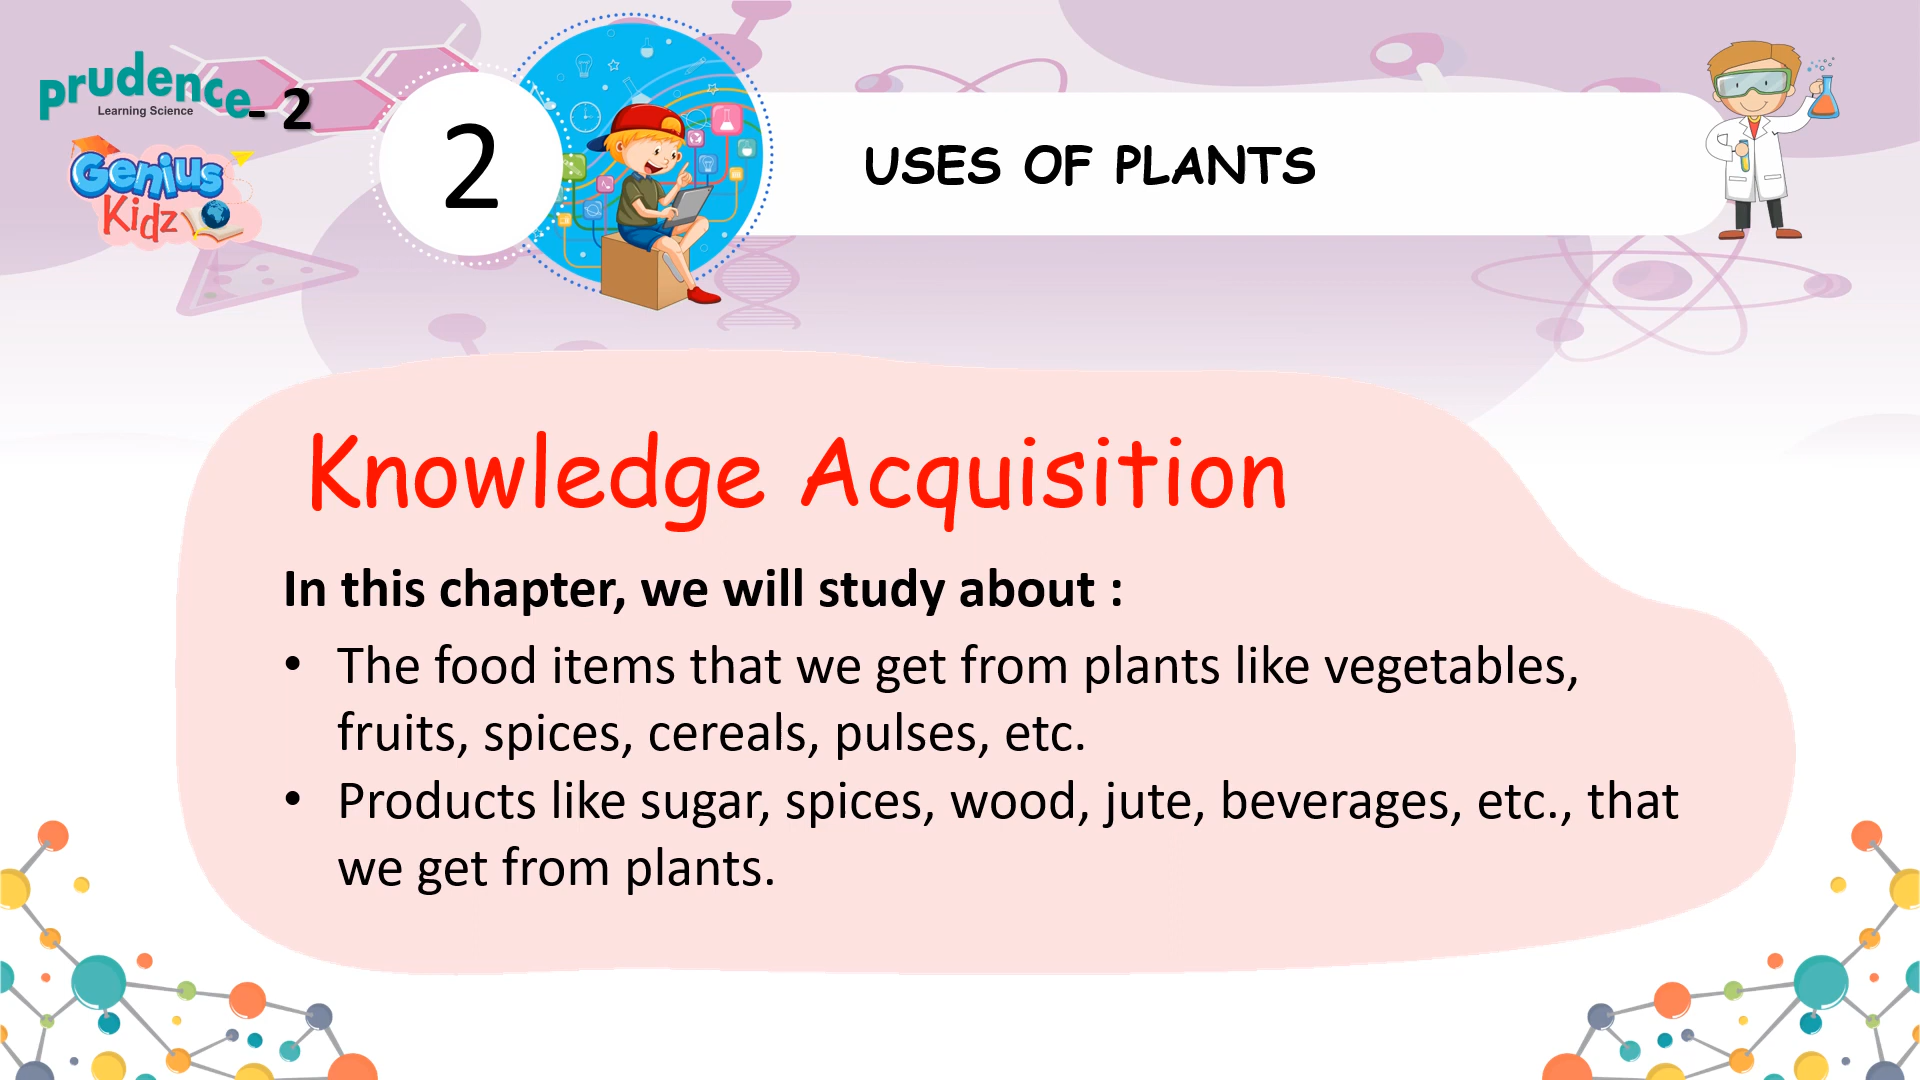 prudence - 2
Learning Science
Genius
Kidz
2
USES OF PLANTS
Knowledge Acquisition
In this chapter, we will study about :
• The food items that we get from plants like vegetables,
fruits, spices, cereals, pulses, etc.
• Products like sugar, spices, wood, jute, beverages, etc., that
we get from plants.